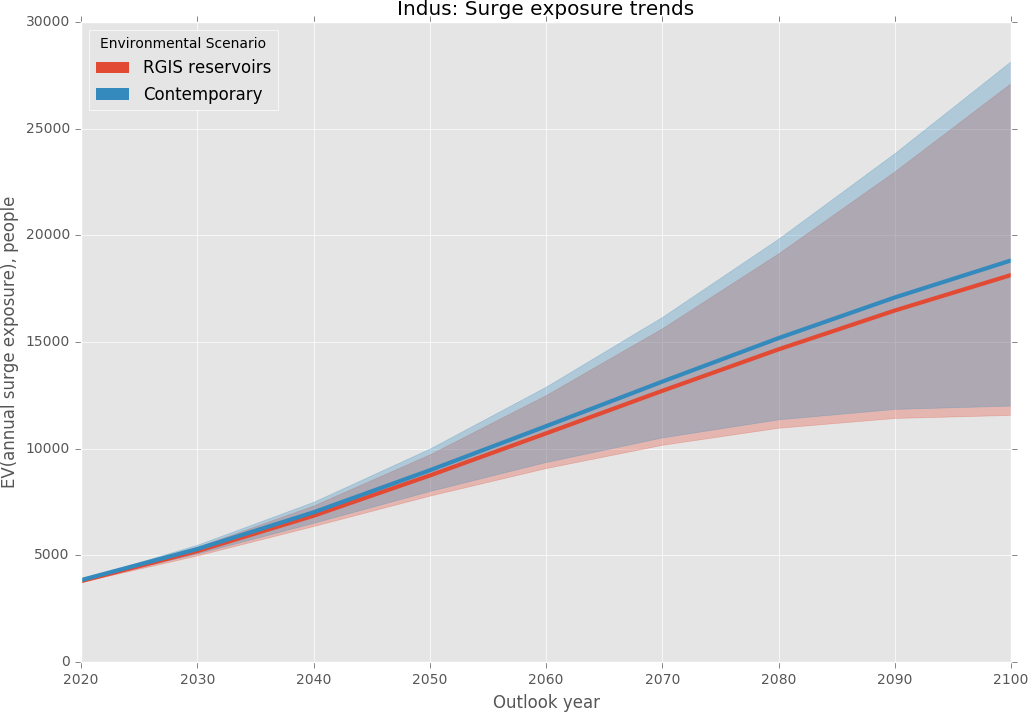 Indus: Surge exposure trends
30000
25000
20000
15000
10000
5000
0
EV(annual surge exposure), people
Environmental Scenario
RGIS reservoirs
Contemporary
2020 2030 2040 2050 2060 2070 2080 2090 2100
Outlook year